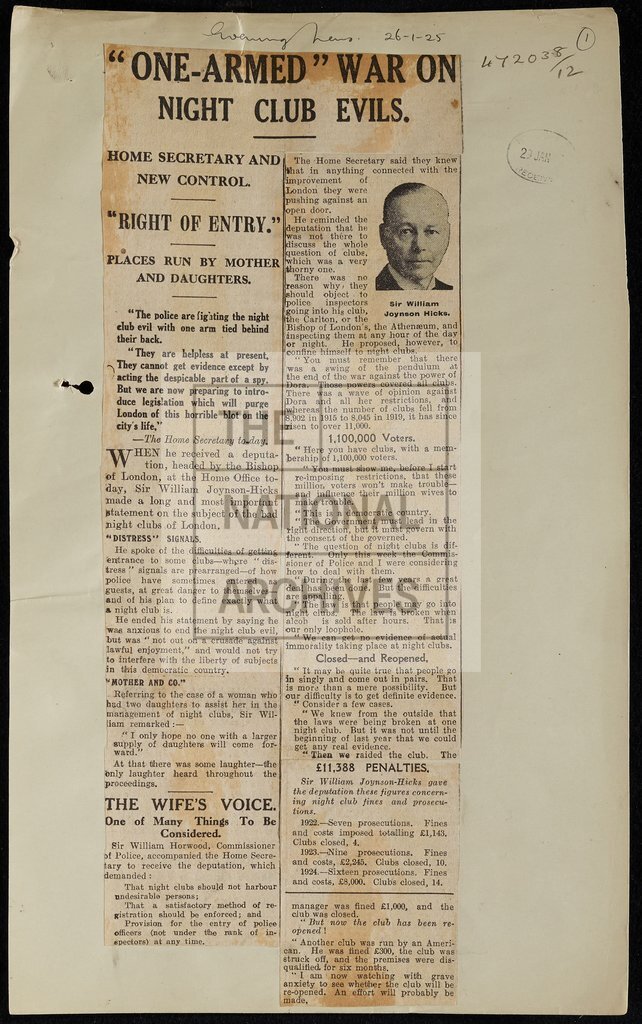 Evening News. 26-1-25
1
472038/12
29 JAN
"ONE-ARMED" WAR ON
NIGHT CLUB EVILS.
HOME SECRETARY AND
NEW CONTROL.
"RIGHT OF ENTRY."
PLACES RUN BY MOTHER
AND DAUGHTERS.
"The police are fighting the night
club evil with one arm tied behind
their back.
"They are helpless at present.
They cannot get evidence except by
acting the despicable part of a spy.
But we are now preparing to intro-
duce legislation which will purge
London of this horrible blot on the
city's life."
—The Home Secretary to-day.
WHEN he received a deputa-
tion, headed by the Bishop
of London, at the Home Office to-
day, Sir William Joynson-Hicks
made a long and most important
statement on the subject of the bad
night clubs of London.
"DISTRESS" SIGNALS.
He spoke of the difficulties of getting
entrance to some clubs—where "dis-
tress" signals are prearranged—of how
police have sometimes to go as
guests, at great danger to themselves,
and of his plan to define exactly what
a night club is.
He ended his statement by saying he
was anxious to end the night club evil,
but was "not out on a crusade against
lawful enjoyment," and would not try
to interfere with the liberty of subjects
in this democratic country.
"MOTHER AND CO."
Referring to the case of a woman who
had two daughters to assist her in the
management of night clubs, Sir Wil-
liam remarked:—
"I only hope no one with a larger
supply of daughters will come for-
ward."
At that there was some laughter—the
only laughter heard throughout the
proceedings.
THE WIFE'S VOICE.
One of Many Things To Be
Considered.
Sir William Horwood, Commissioner
of Police, accompanied the Home Secre-
tary to receive the deputation, which
demanded:
That night clubs should not harbour
undesirable persons;
That a satisfactory method of re-
gistration should be enforced; and
Provision for the entry of police
officers (not under the rank of in-
spectors) at any time.
The Home Secretary said they knew
that in anything connected with the
improvement of
London they were
pushing against an
open door.
He reminded the
deputation that he
was not there to
discuss the whole
question of clubs,
which was a very
thorny one.
There was no
reason why they
should object to
police inspectors
going into his club,
the Carlton, or the
Bishop of London's, the Athenæum, and
inspecting them at any hour of the day
or night. He proposed, however, to
confine himself to night clubs.
Sir William
Joynson Hicks.
"You must remember that there
was a swing of the pendulum at
the end of the war against the power of
Dora. Those powers covered all clubs.
There was a wave of opinion against
Dora and all her restrictions, and
whereas the number of clubs fell from
8,902 in 1915 to 8,045 in 1919, it has since
risen to over 11,000.
1,100,000 Voters.
"Here you have clubs, with a mem-
bership of 1,100,000 voters.
"You must show me, before I start
re-imposing restrictions, that these
million voters won't make trouble—
million wives to
country.
led in the
right direction, but it must govern with
the consent of the governed.
"The question of night clubs is dif-
ferent. Only this week the Commis-
sioner of Police and I were considering
how to deal with them.
"During the last two years a great
deal has been done. But the difficulties
are appalling.
"The law is that people may go into
night clubs. The law is broken when
alcohol is sold after hours. That is
our only loophole.
"We can get no evidence of actual
immorality taking place at night clubs.
Closed—and Reopened.
"It may be quite true that people go
in singly and come out in pairs. That
is more than a mere possibility. But
our difficulty is to get definite evidence.
"Consider a few cases.
"We knew from the outside that
the laws were being broken at one
night club. But it was not until the
beginning of last year that we could
get any real evidence.
"Then we raided the club. The
£11,388 PENALTIES.
Sir William Joynson-Hicks gave
the deputation these figures concern-
ing night club fines and prosecu-
tions.
1922.—Seven prosecutions. Fines
and costs imposed totalling £1,143.
Clubs closed, 4.
1923.—Nine prosecutions. Fines
and costs, £2,245. Clubs closed, 10.
1924.—Sixteen prosecutions. Fines
and costs, £8,000. Clubs closed, 14.
manager was fined £1,000, and the
club was closed.
"But now the club has been re-
opened!
"Another club was run by an Ameri-
can. He was fined £300, the club was
struck off, and the premises were dis-
qualified for six months.
"I am now watching with grave
anxiety to see whether the club will be
re-opened. An effort will probably be
made.
THE
NATIONAL
ARCHIVES